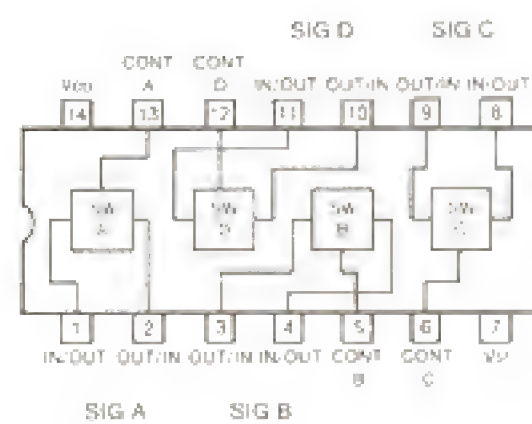 SIG D SIG C
CONT CONT
VDD A D IN/OUT OUT/IN OUT/IN IN/OUT
14 13 12 11 10 9 8
SW SW SW SW
A D B C
1 2 3 4 5 6 7
IN/OUT OUT/IN OUT/IN IN/OUT CONT CONT
B C
SIG A SIG B